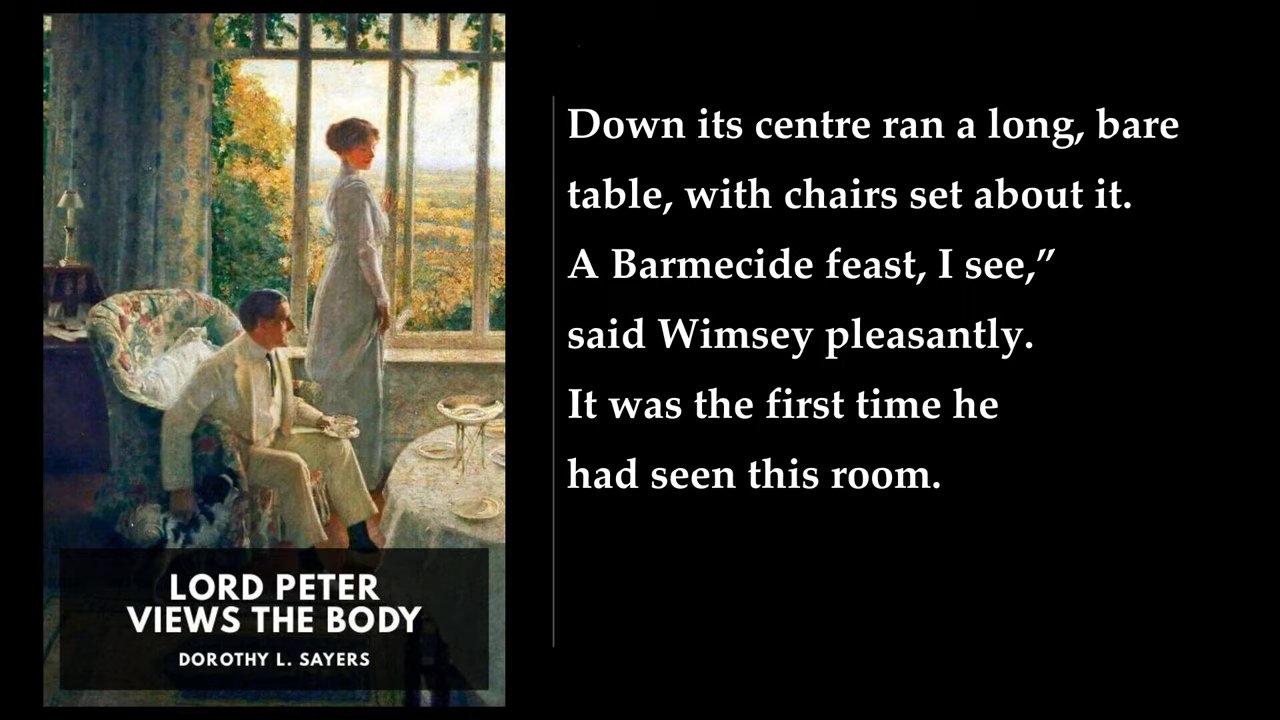 Down its centre ran a long, bare
table, with chairs set about it.
A Barmecide feast, I see,”
said Wimsey pleasantly.
It was the first time he
had seen this room.
LORD PETER
VIEWS THE BODY
DOROTHY L. SAYERS